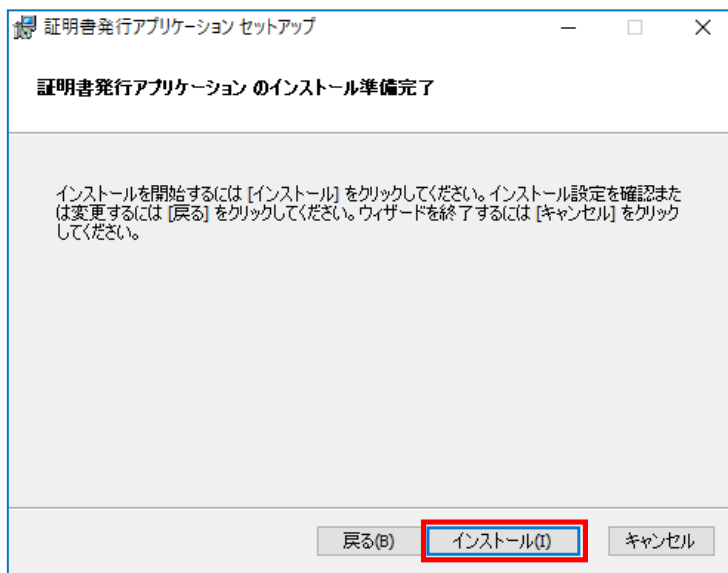 証明書発行アプリケーション セットアップ
証明書発行アプリケーション のインストール準備完了
インストールを開始するには [インストール] をクリックしてください。インストール設定を確認また
は変更するには [戻る] をクリックしてください。ウィザードを終了するには [キャンセル] をクリック
してください。
戻る(B) インストール(I) キャンセル